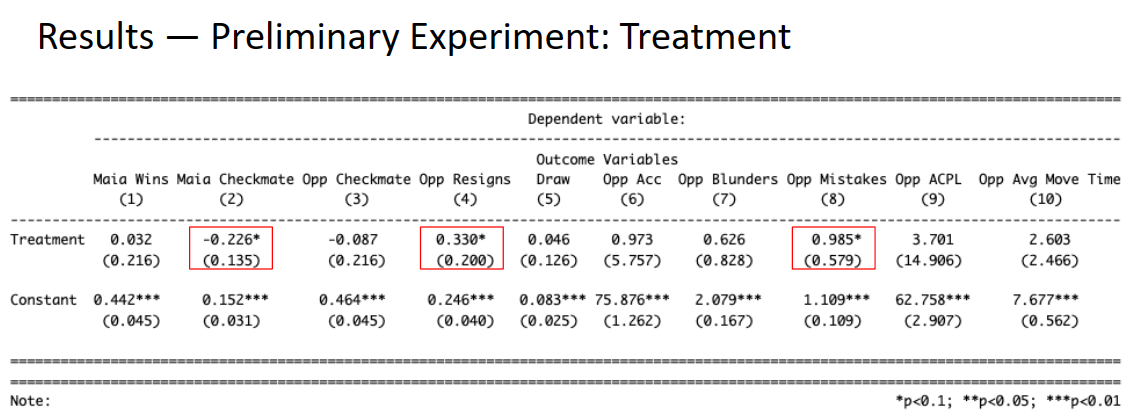 Results — Preliminary Experiment: Treatment
Dependent variable:
Outcome Variables
Maia Wins Maia Checkmate Opp Checkmate Opp Resigns Draw Opp Acc Opp Blunders Opp Mistakes Opp ACPL Opp Avg Move Time
(1) (2) (3) (4) (5) (6) (7) (8) (9) (10)
Treatment 0.032 -0.226* -0.087 0.330* 0.046 0.973 0.626 0.985* 3.701 2.603
(0.216) (0.135) (0.216) (0.200) (0.126) (5.757) (0.828) (0.579) (14.906) (2.466)
Constant 0.442*** 0.152*** 0.464*** 0.246*** 0.083*** 75.876*** 2.079*** 1.109*** 62.758*** 7.677***
(0.045) (0.031) (0.045) (0.040) (0.025) (1.262) (0.167) (0.109) (2.907) (0.562)
Note: *p<0.1; **p<0.05; ***p<0.01